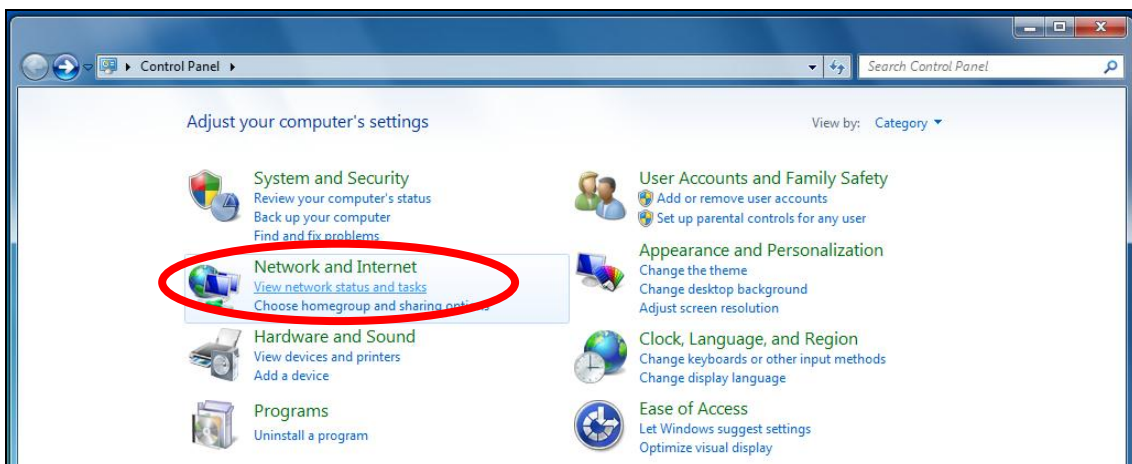 Control Panel
Search Control Panel
Adjust your computer's settings
View by: Category
System and Security
Review your computer's status
Back up your computer
Find and fix problems
Network and Internet
View network status and tasks
Choose homegroup and sharing options
Hardware and Sound
View devices and printers
Add a device
Programs
Uninstall a program
User Accounts and Family Safety
Add or remove user accounts
Set up parental controls for any user
Appearance and Personalization
Change the theme
Change desktop background
Adjust screen resolution
Clock, Language, and Region
Change keyboards or other input methods
Change display language
Ease of Access
Let Windows suggest settings
Optimize visual display